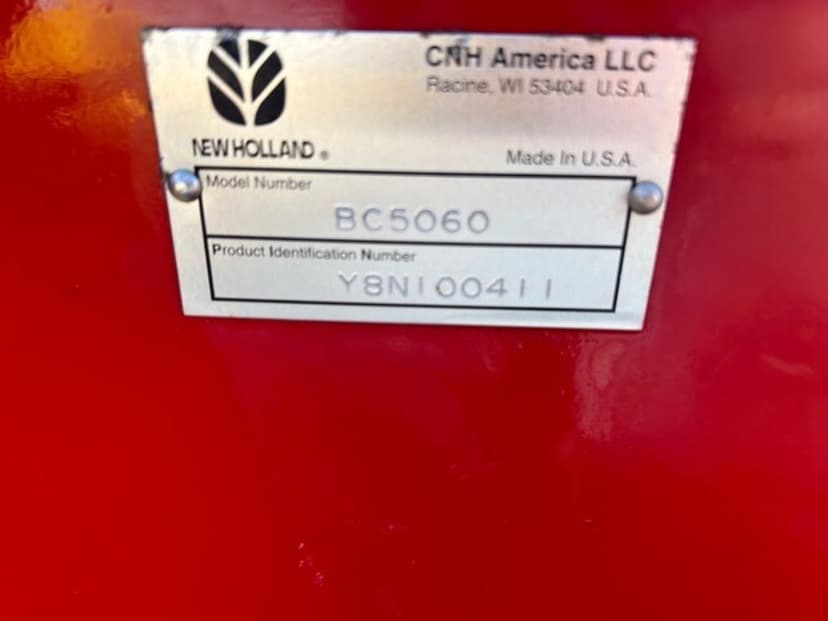 CNH America LLC
Racine, WI 53404 U.S.A.
NEW HOLLAND ®
Made In U.S.A.
Model Number
BC5060
Product Identification Number
Y8N100411